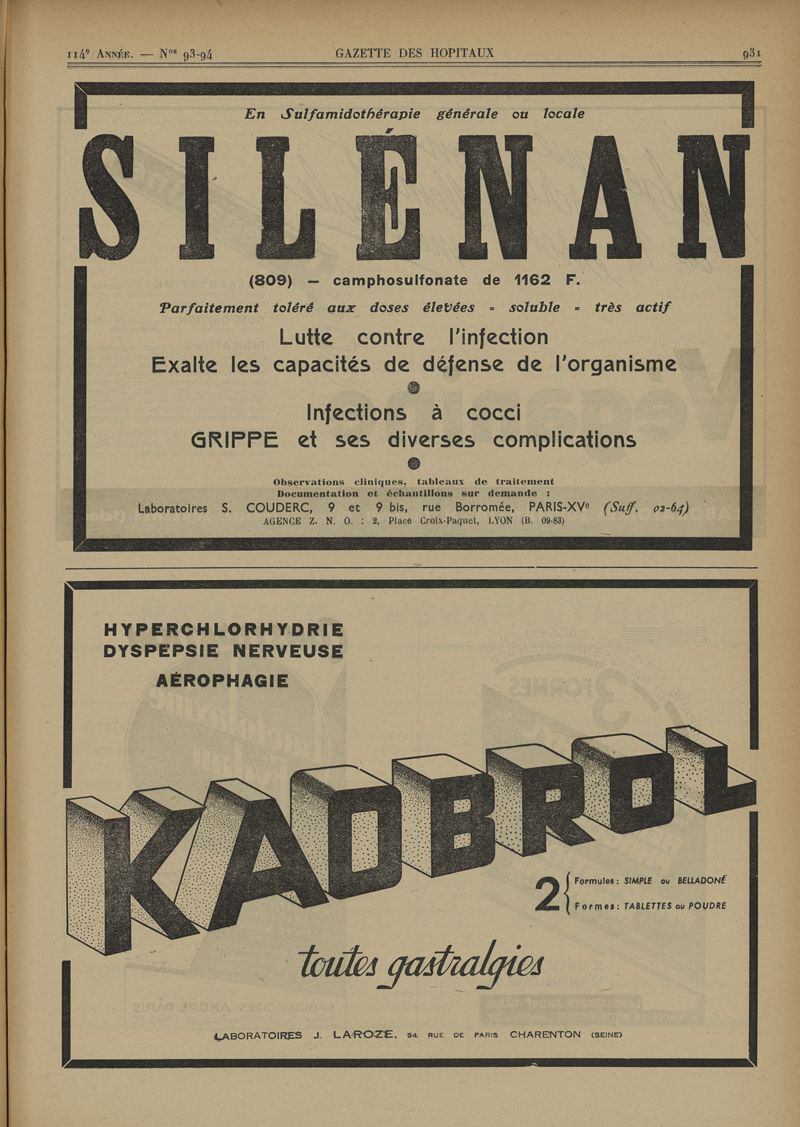 114e ANNÉE. — Nos 93-94 GAZETTE DES HOPITAUX 931
En Sulfamidothérapie générale ou locale
SILÉNAN
(809) — camphosulfonate de 1162 F.
Parfaitement toléré aux doses élevées - soluble - très actif
Lutte contre l'infection
Exalte les capacités de défense de l'organisme
Infections à cocci
GRIPPE et ses diverses complications
Observations cliniques, tableaux de traitement
Documentation et échantillons sur demande :
Laboratoires S. COUDERC, 9 et 9 bis, rue Borromée, PARIS-XVe (Suff. 02-64)
AGENCE Z. N. O. : 2, Place Croix-Paquet, LYON (B. 09-83)
HYPERCHLORHYDRIE
DYSPEPSIE NERVEUSE
AÉROPHAGIE
KAOBROL
2 Formules : SIMPLE ou BELLADONÉ
Formes : TABLETTES ou POUDRE
toutes gastralgies
LABORATOIRES J. LAROZE, 54, RUE DE PARIS CHARENTON (SEINE)